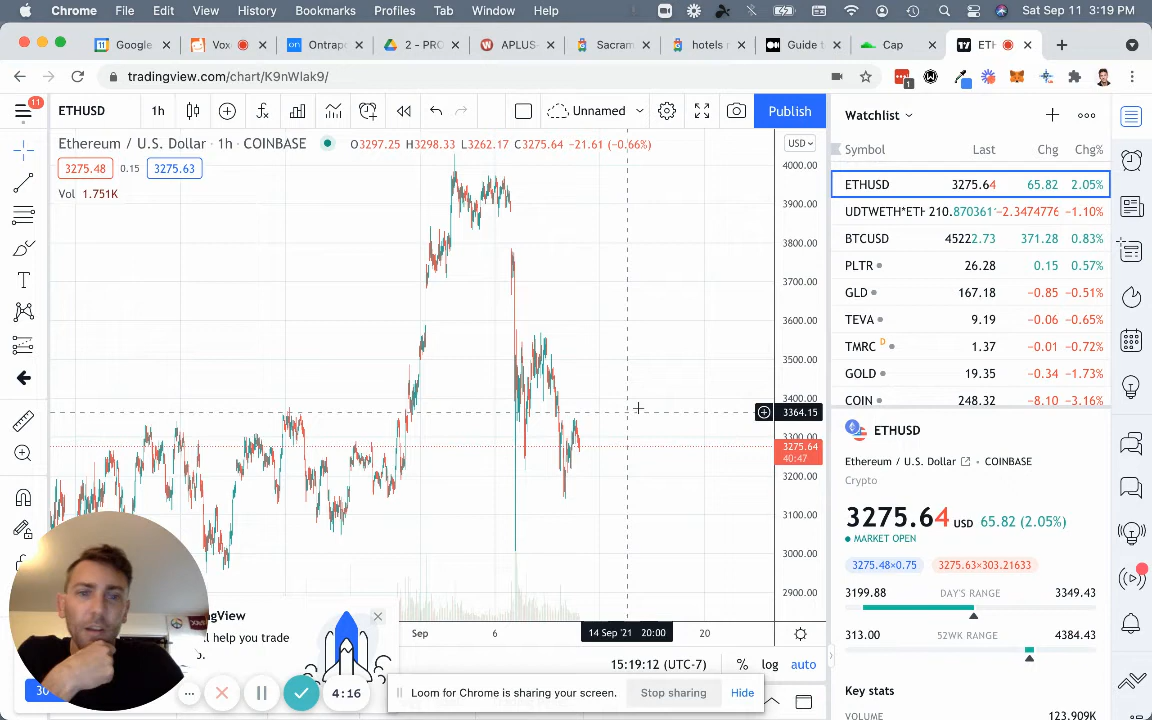 Chrome File Edit View History Bookmarks Profiles Tab Window Help Sat Sep 11 3:19 PM
Google Vox Ontrap 2 - PRO APLUS- Sacram hotels Guide t Cap ETH
tradingview.com/chart/K9nWlak9/
11 ETHUSD 1h Unnamed Publish
Ethereum / U.S. Dollar · 1h · COINBASE O3297.25 H3298.33 L3262.17 C3275.64 −21.61 (−0.66%) USD
3275.48 0.15 3275.63
Vol 1.751K
4000.00
3900.00
3800.00
3700.00
3600.00
3500.00
3400.00
3364.15
3300.00
3275.64
40:47
3200.00
3100.00
3000.00
2900.00
Sep 6 14 Sep '21 20:00 20
15:19:12 (UTC-7) % log auto
ll help you trade
30
4:16
Loom for Chrome is sharing your screen. Stop sharing Hide
Watchlist
Symbol Last Chg Chg%
ETHUSD 3275.64 65.82 2.05%
UDTWETH*ETH 210.870361 −2.3474776 −1.10%
BTCUSD 45222.73 371.28 0.83%
PLTR 26.28 0.15 0.57%
GLD 167.18 −0.85 −0.51%
TEVA 9.19 −0.06 −0.65%
TMRC D 1.37 −0.01 −0.72%
GOLD 19.35 −0.34 −1.73%
COIN 248.32 −8.10 −3.16%
ETHUSD
Ethereum / U.S. Dollar • COINBASE
Crypto
3275.64 USD 65.82 (2.05%)
MARKET OPEN
3275.48×0.75 3275.63×303.21633
3199.88 DAY'S RANGE 3349.43
313.00 52WK RANGE 4384.43
Key stats
VOLUME 123.909K